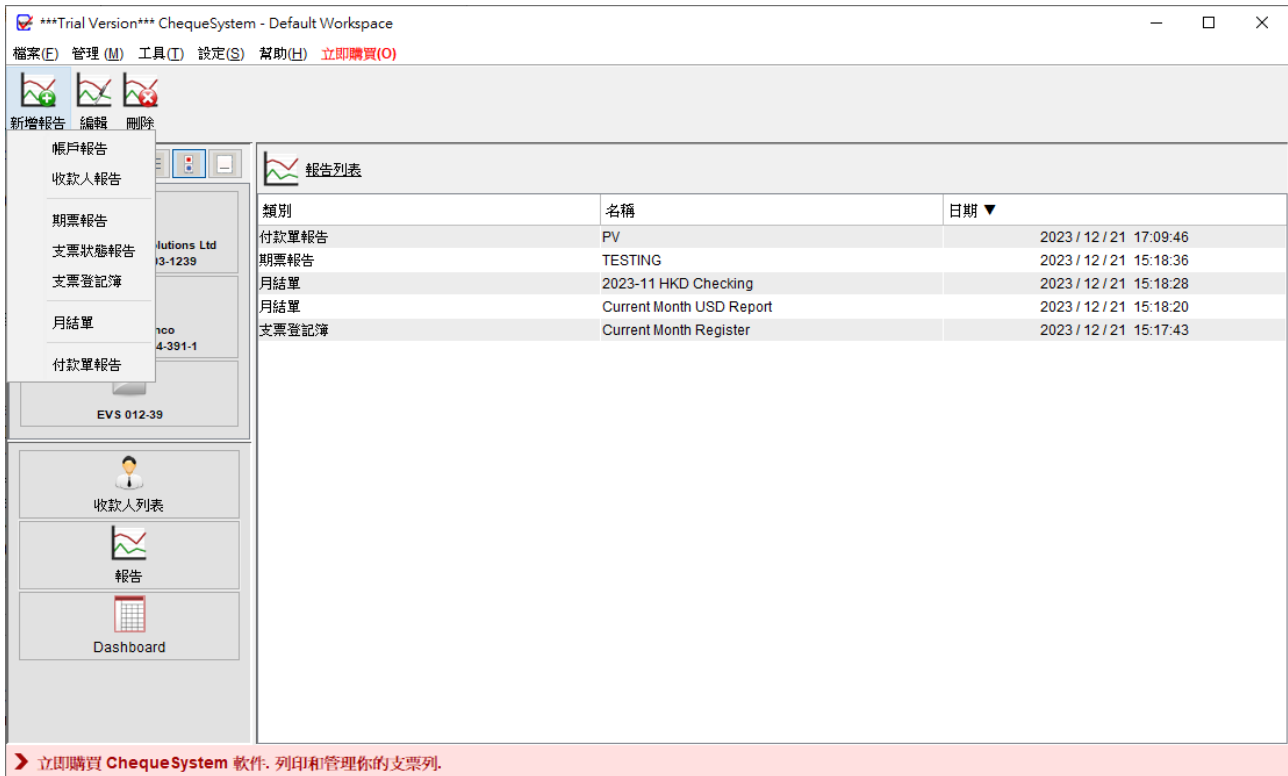 ***Trial Version*** ChequeSystem - Default Workspace
檔案(F) 管理 (M) 工具(T) 設定(S) 幫助(H) 立即購買(O)
新增報告 編輯 刪除
帳戶報告
收款人報告
期票報告
支票狀態報告
支票登記簿
月結單
付款單報告
lutions Ltd
3-1239
nco
4-391-1
EVS 012-39
收款人列表
報告
Dashboard
報告列表
類別 名稱 日期 ▼
付款單報告 PV 2023 / 12 / 21 17:09:46
期票報告 TESTING 2023 / 12 / 21 15:18:36
月結單 2023-11 HKD Checking 2023 / 12 / 21 15:18:28
月結單 Current Month USD Report 2023 / 12 / 21 15:18:20
支票登記簿 Current Month Register 2023 / 12 / 21 15:17:43
立即購買 ChequeSystem 軟件. 列印和管理你的支票列.